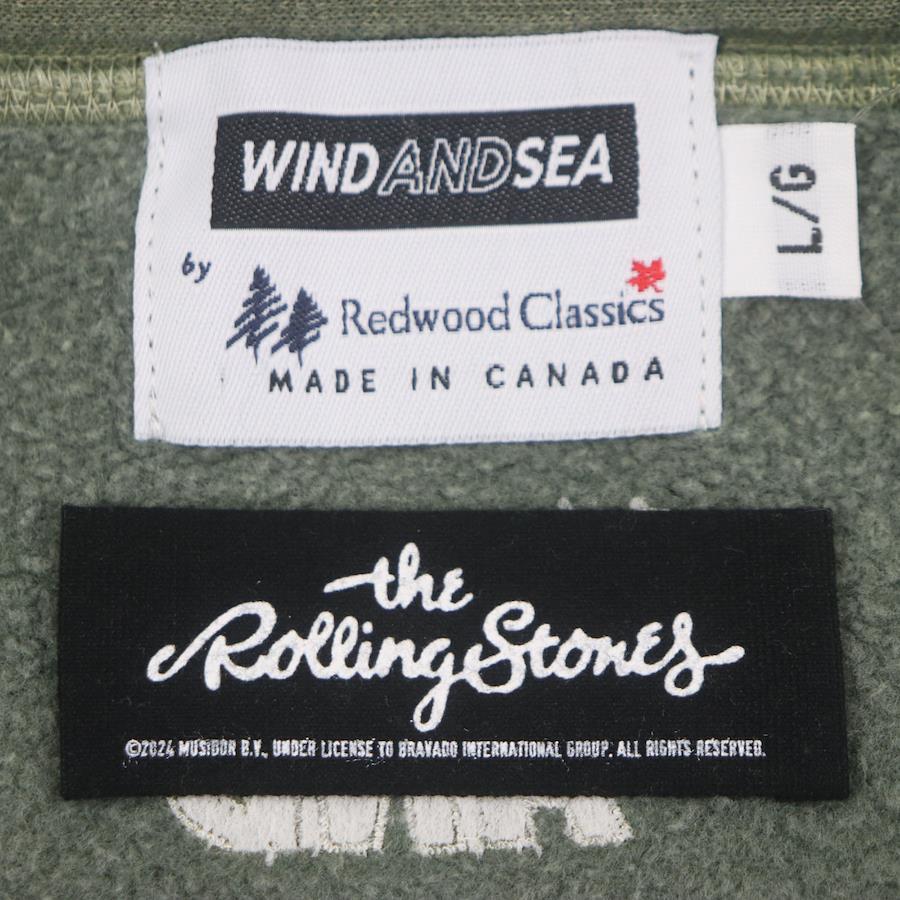 WINDANDSEA
L/G
by
Redwood Classics
MADE IN CANADA
the
Rolling Stones
©2024 MUSIDOR B.V., UNDER LICENSE TO BRAVADO INTERNATIONAL GROUP. ALL RIGHTS RESERVED.